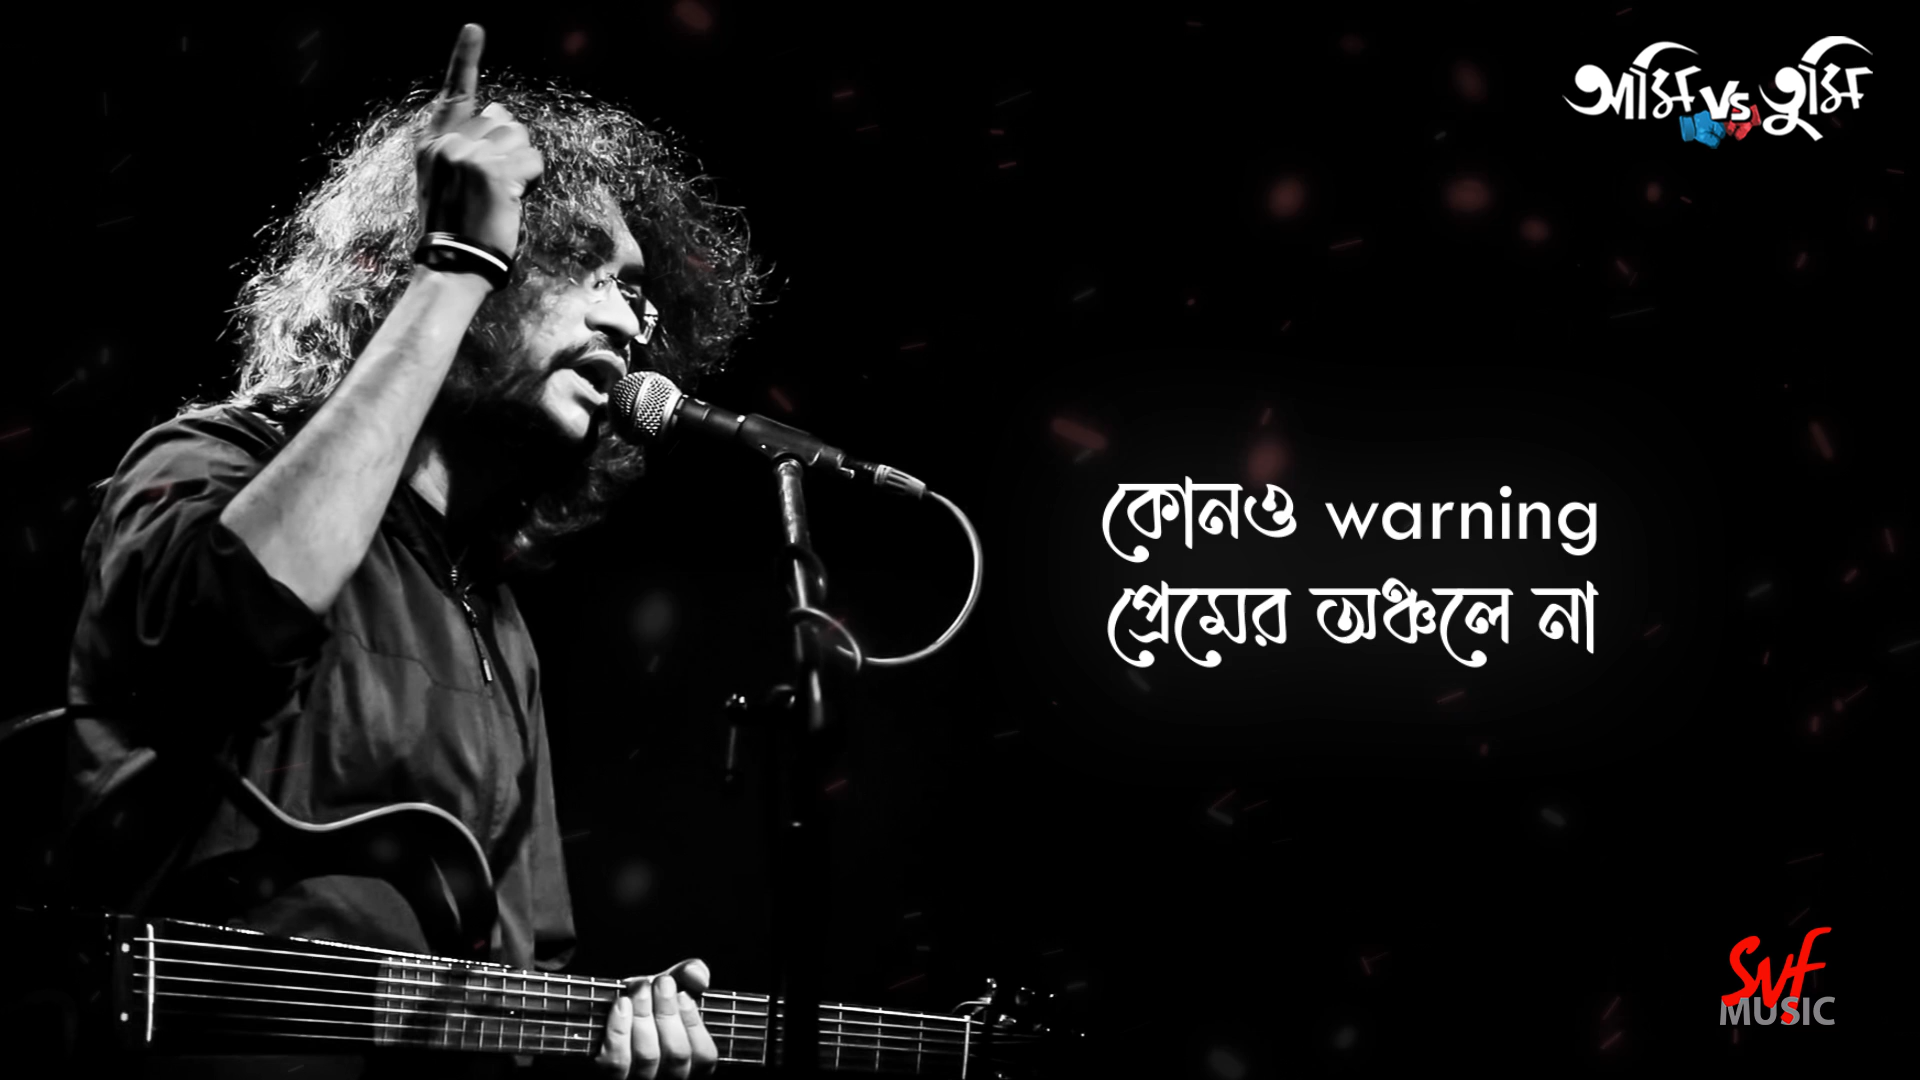 আমি vs তুমি
কোনও warning
প্রেমের অঞ্চলে না
svf
MUSIC